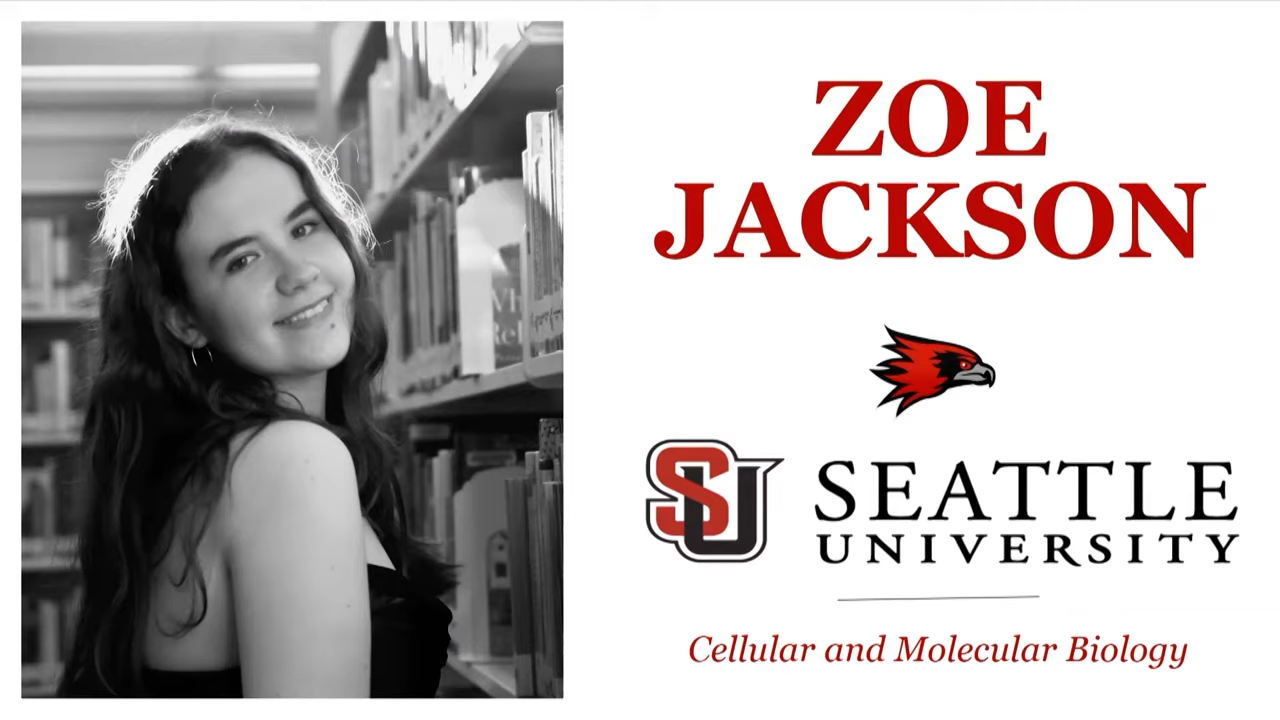 ZOE
JACKSON
SU
SEATTLE
UNIVERSITY
Cellular and Molecular Biology